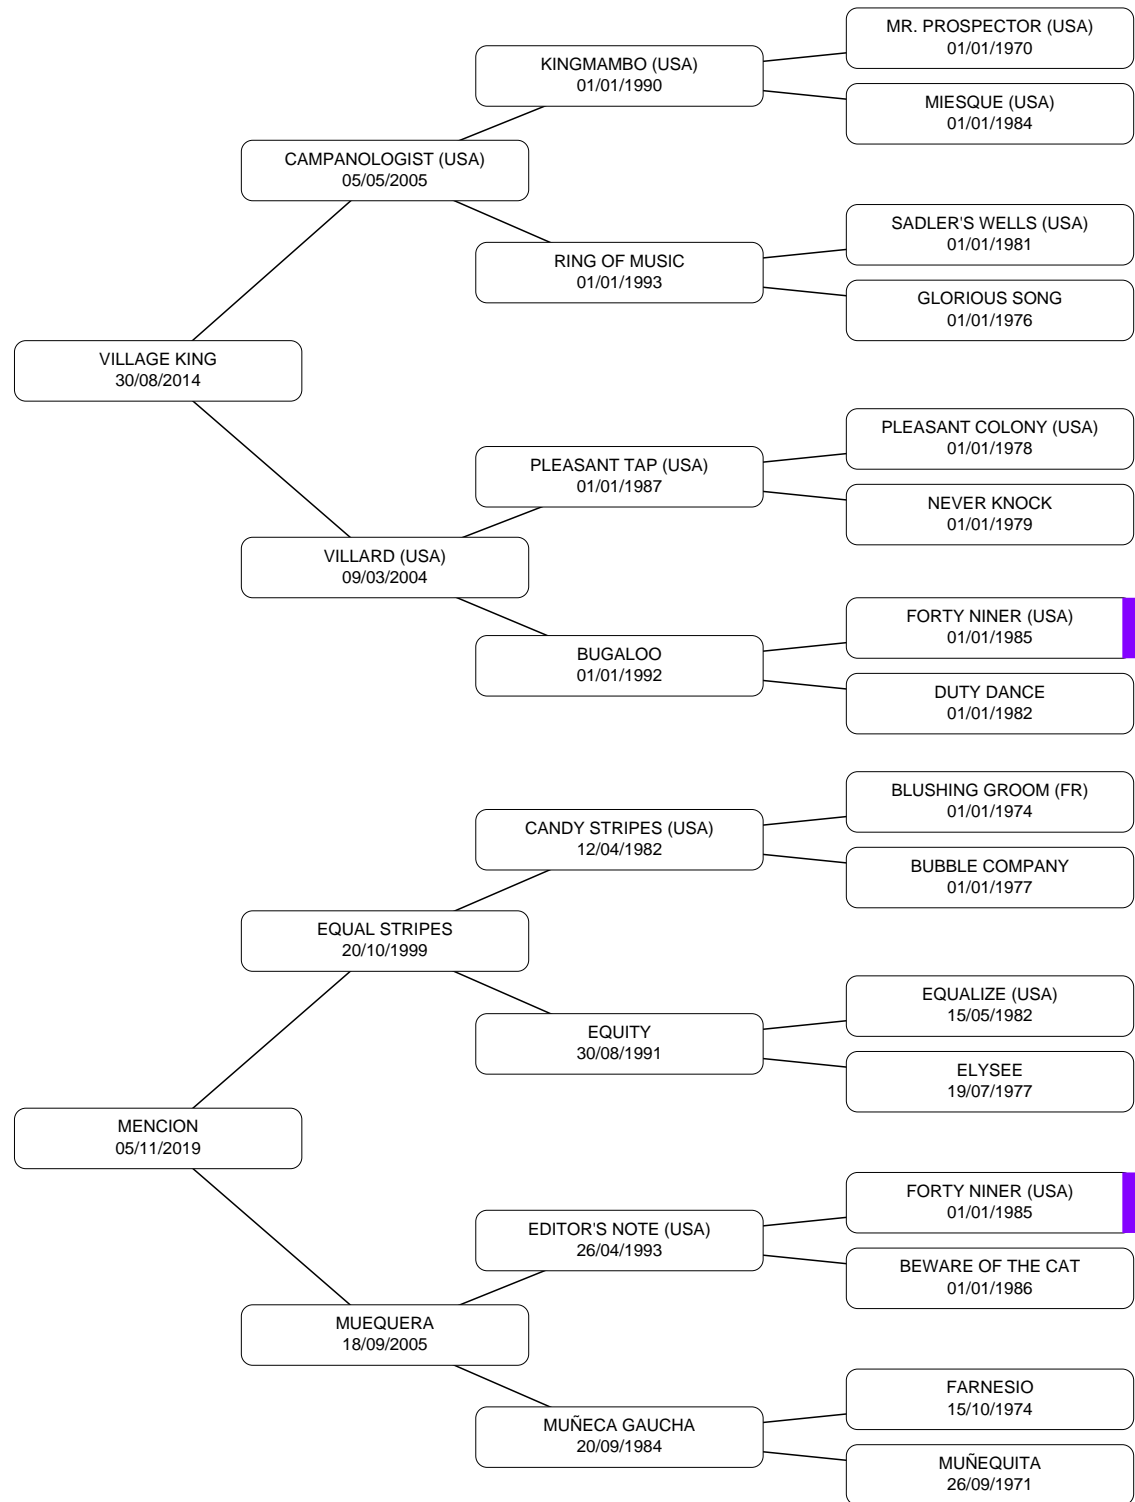 MR. PROSPECTOR (USA)
01/01/1970
KINGMAMBO (USA)
01/01/1990
MIESQUE (USA)
01/01/1984
CAMPANOLOGIST (USA)
05/05/2005
SADLER'S WELLS (USA)
01/01/1981
RING OF MUSIC
01/01/1993
GLORIOUS SONG
01/01/1976
VILLAGE KING
30/08/2014
PLEASANT COLONY (USA)
01/01/1978
PLEASANT TAP (USA)
01/01/1987
NEVER KNOCK
01/01/1979
VILLARD (USA)
09/03/2004
FORTY NINER (USA)
01/01/1985
BUGALOO
01/01/1992
DUTY DANCE
01/01/1982
BLUSHING GROOM (FR)
01/01/1974
CANDY STRIPES (USA)
12/04/1982
BUBBLE COMPANY
01/01/1977
EQUAL STRIPES
20/10/1999
EQUALIZE (USA)
15/05/1982
EQUITY
30/08/1991
ELYSEE
19/07/1977
MENCION
05/11/2019
FORTY NINER (USA)
01/01/1985
EDITOR'S NOTE (USA)
26/04/1993
BEWARE OF THE CAT
01/01/1986
MUEQUERA
18/09/2005
FARNESIO
15/10/1974
MUÑECA GAUCHA
20/09/1984
MUÑEQUITA
26/09/1971